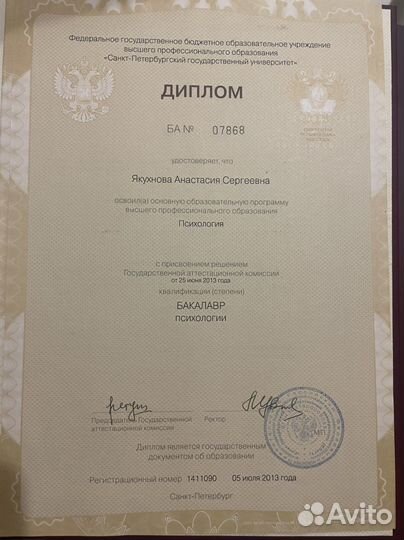 Федеральное государственное бюджетное образовательное учреждение
высшего профессионального образования
«Санкт-Петербургский государственный университет»
ДИПЛОМ
БА № 07868
удостоверяет, что
Якухнова Анастасия Сергеевна
освоил(а) основную образовательную программу
высшего профессионального образования
Психология
с присвоением решением
Государственной аттестационной комиссии
от 25 июня 2013 года
квалификации (степени)
БАКАЛАВР
ПСИХОЛОГИИ
Председатель Государственной
аттестационной комиссии
Ректор
МП
Диплом является государственным
документом об образовании
Регистрационный номер 1411090 05 июля 2013 года
Санкт-Петербург
Avito